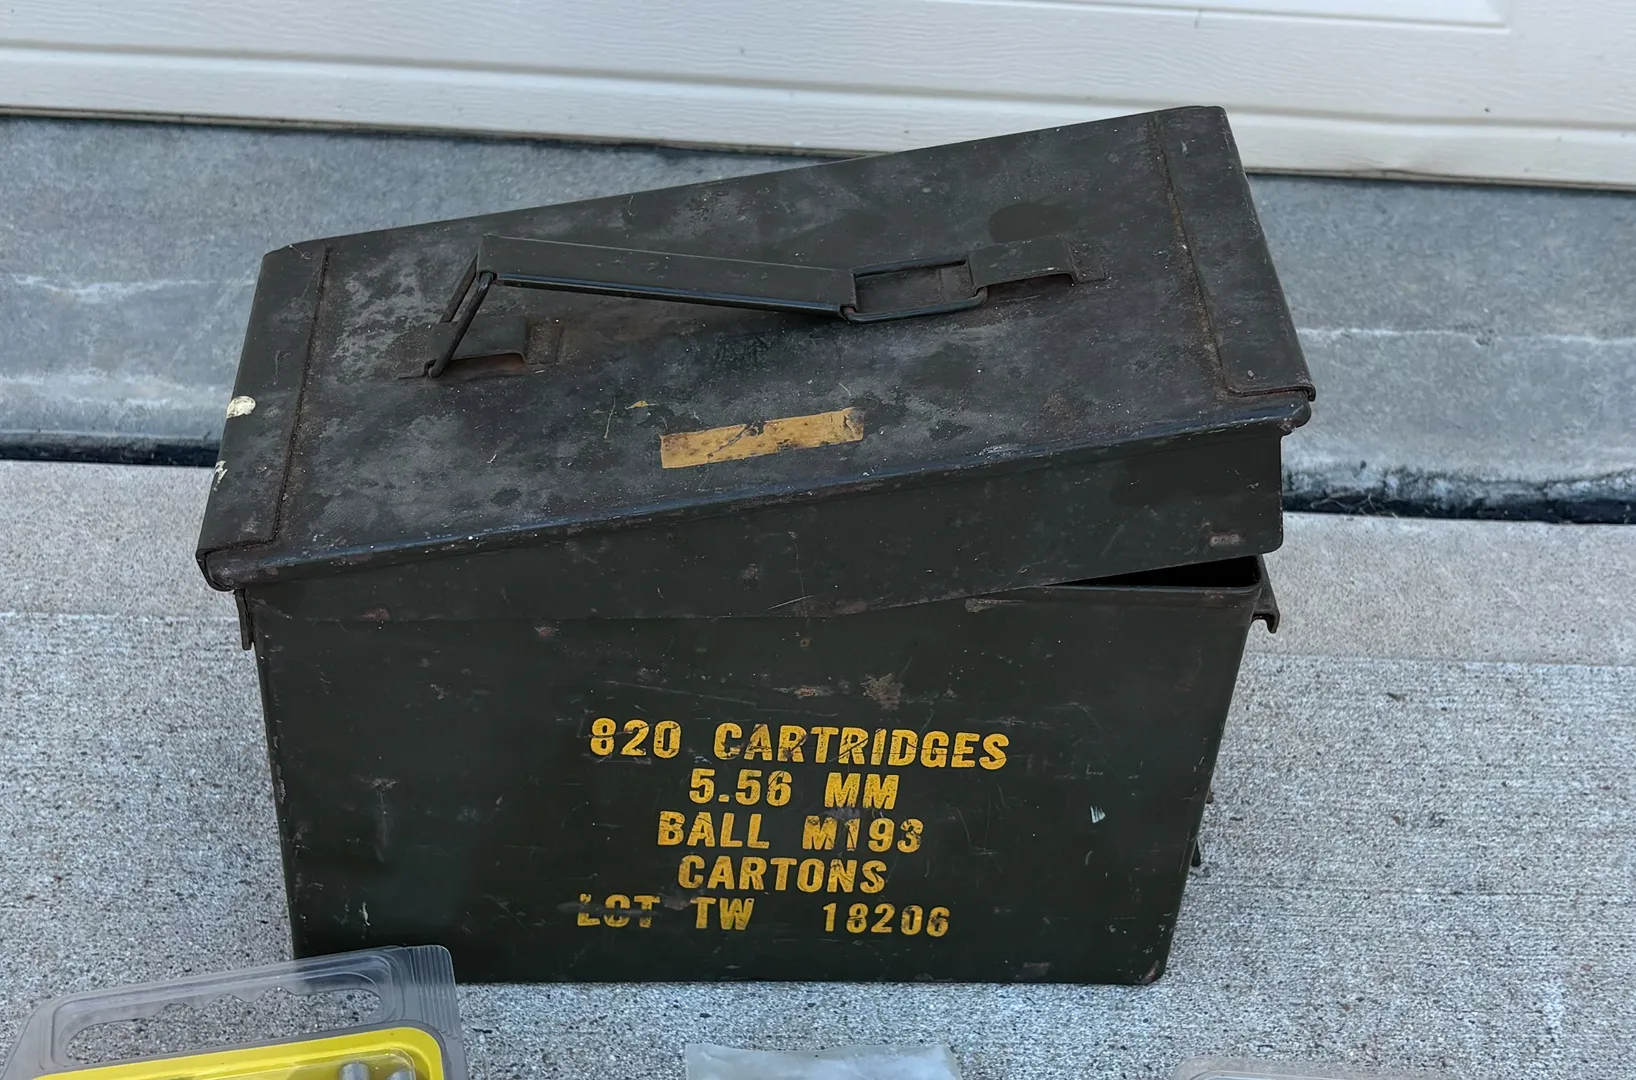 820 CARTRIDGES
5.56 MM
BALL M193
CARTONS
LOT TW 18206